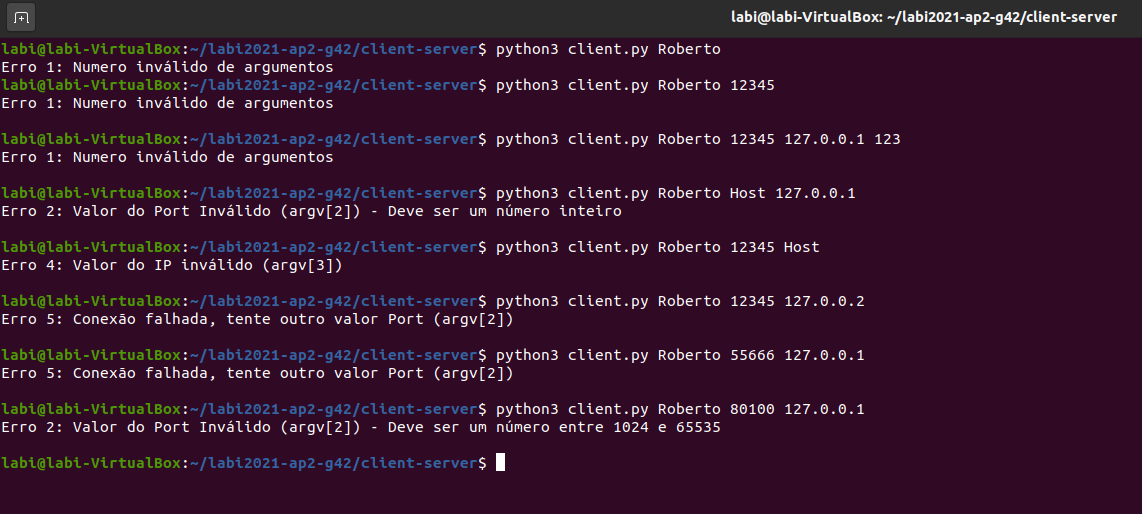 labi@labi-VirtualBox: ~/labi2021-ap2-g42/client-server
labi@labi-VirtualBox:~/labi2021-ap2-g42/client-server$ python3 client.py Roberto
Erro 1: Numero inválido de argumentos
labi@labi-VirtualBox:~/labi2021-ap2-g42/client-server$ python3 client.py Roberto 12345
Erro 1: Numero inválido de argumentos
labi@labi-VirtualBox:~/labi2021-ap2-g42/client-server$ python3 client.py Roberto 12345 127.0.0.1 123
Erro 1: Numero inválido de argumentos
labi@labi-VirtualBox:~/labi2021-ap2-g42/client-server$ python3 client.py Roberto Host 127.0.0.1
Erro 2: Valor do Port Inválido (argv[2]) - Deve ser um número inteiro
labi@labi-VirtualBox:~/labi2021-ap2-g42/client-server$ python3 client.py Roberto 12345 Host
Erro 4: Valor do IP inválido (argv[3])
labi@labi-VirtualBox:~/labi2021-ap2-g42/client-server$ python3 client.py Roberto 12345 127.0.0.2
Erro 5: Conexão falhada, tente outro valor Port (argv[2])
labi@labi-VirtualBox:~/labi2021-ap2-g42/client-server$ python3 client.py Roberto 55666 127.0.0.1
Erro 5: Conexão falhada, tente outro valor Port (argv[2])
labi@labi-VirtualBox:~/labi2021-ap2-g42/client-server$ python3 client.py Roberto 80100 127.0.0.1
Erro 2: Valor do Port Inválido (argv[2]) - Deve ser um número entre 1024 e 65535
labi@labi-VirtualBox:~/labi2021-ap2-g42/client-server$